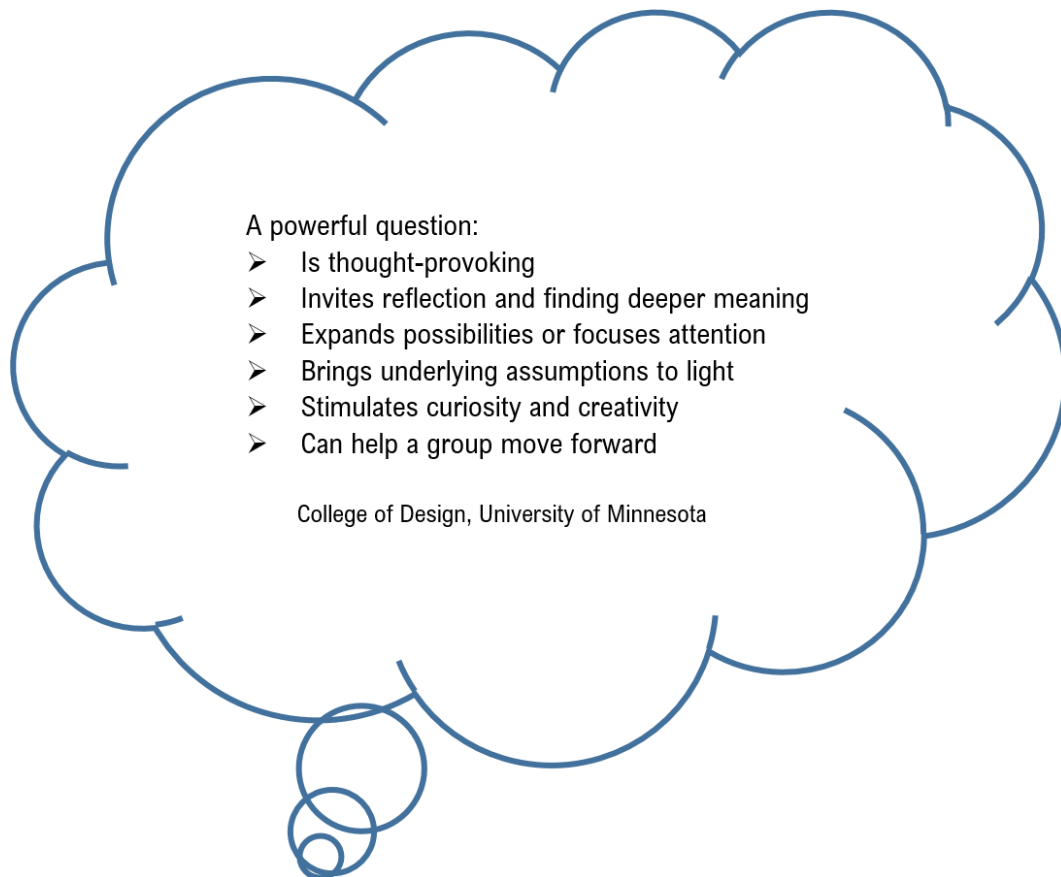 A powerful question:
➢ Is thought-provoking
➢ Invites reflection and finding deeper meaning
➢ Expands possibilities or focuses attention
➢ Brings underlying assumptions to light
➢ Stimulates curiosity and creativity
➢ Can help a group move forward
College of Design, University of Minnesota